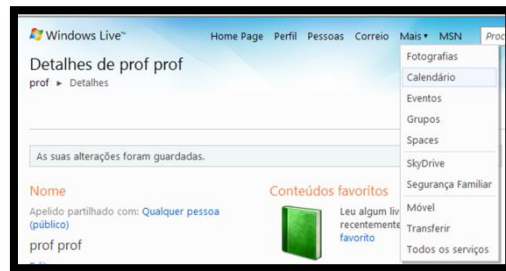 Windows Live™
Home Page Perfil Pessoas Correio Mais▾ MSN Proc
Detalhes de prof prof
prof ► Detalhes
Fotografias
Calendário
Eventos
Grupos
Spaces
SkyDrive
Segurança Familiar
Móvel
Transferir
Todos os serviços
As suas alterações foram guardadas.
Nome
Apelido partilhado com: Qualquer pessoa
(público)
prof prof
Conteúdos favoritos
Leu algum liv
recentemente
favorito